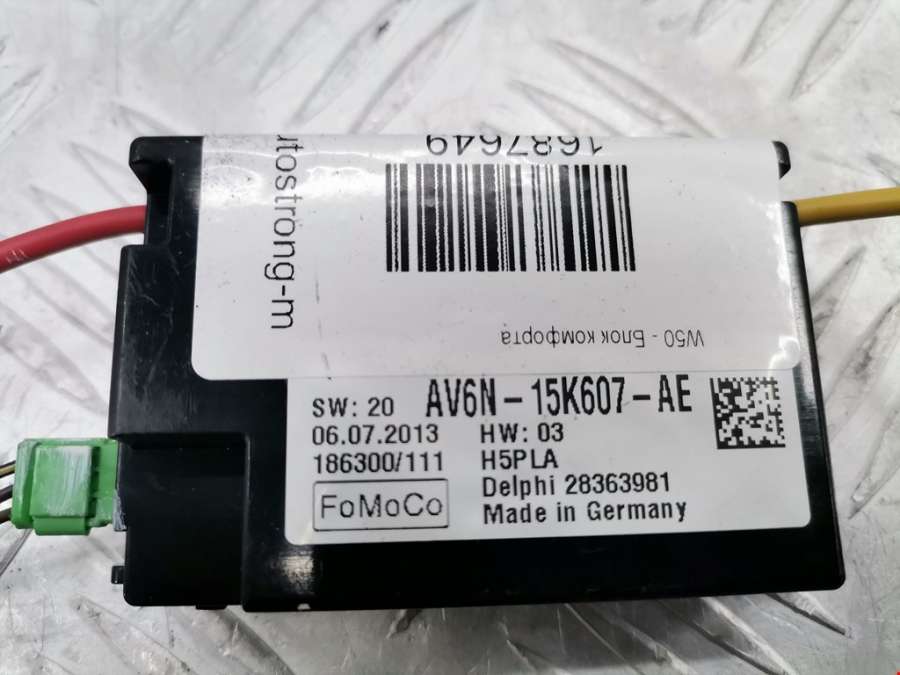 1687649
utostrong-m
W50 - Блок комфорта
SW: 20 AV6N-15K607-AE
06.07.2013 HW: 03
186300/111 H5PLA
FoMoCo Delphi 28363981
Made in Germany